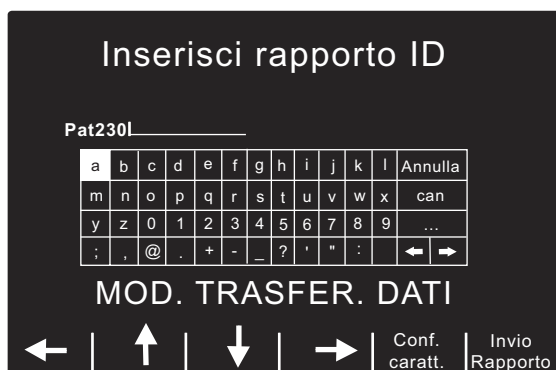 Inserisci rapporto ID
Pat230
a b c d e f g h i j k l Annulla
m n o p q r s t u v w x can
y z 0 1 2 3 4 5 6 7 8 9 ...
; , @ . + - _ ? ' " :
MOD. TRASFER. DATI
Conf. caratt.
Invio Rapporto